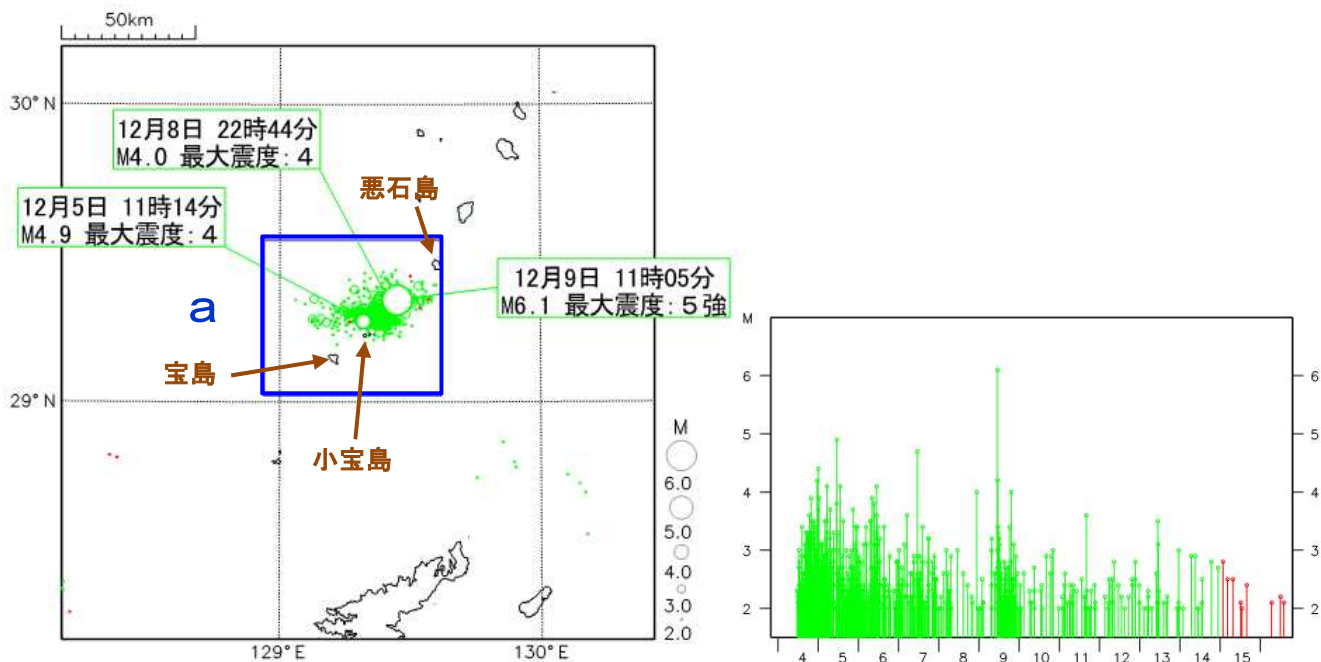 50km
30°N
12月8日 22時44分
M4.0 最大震度:4
悪石島
12月5日 11時14分
M4.9 最大震度:4
12月9日 11時05分
M6.1 最大震度:5強
a
宝島
29°N
小宝島
M
6.0
5.0
4.0
3.0
2.0
129°E
130°E
M
6 6
5 5
4 4
3 3
2 2
4 5 6 7 8 9 10 11 12 13 14 15